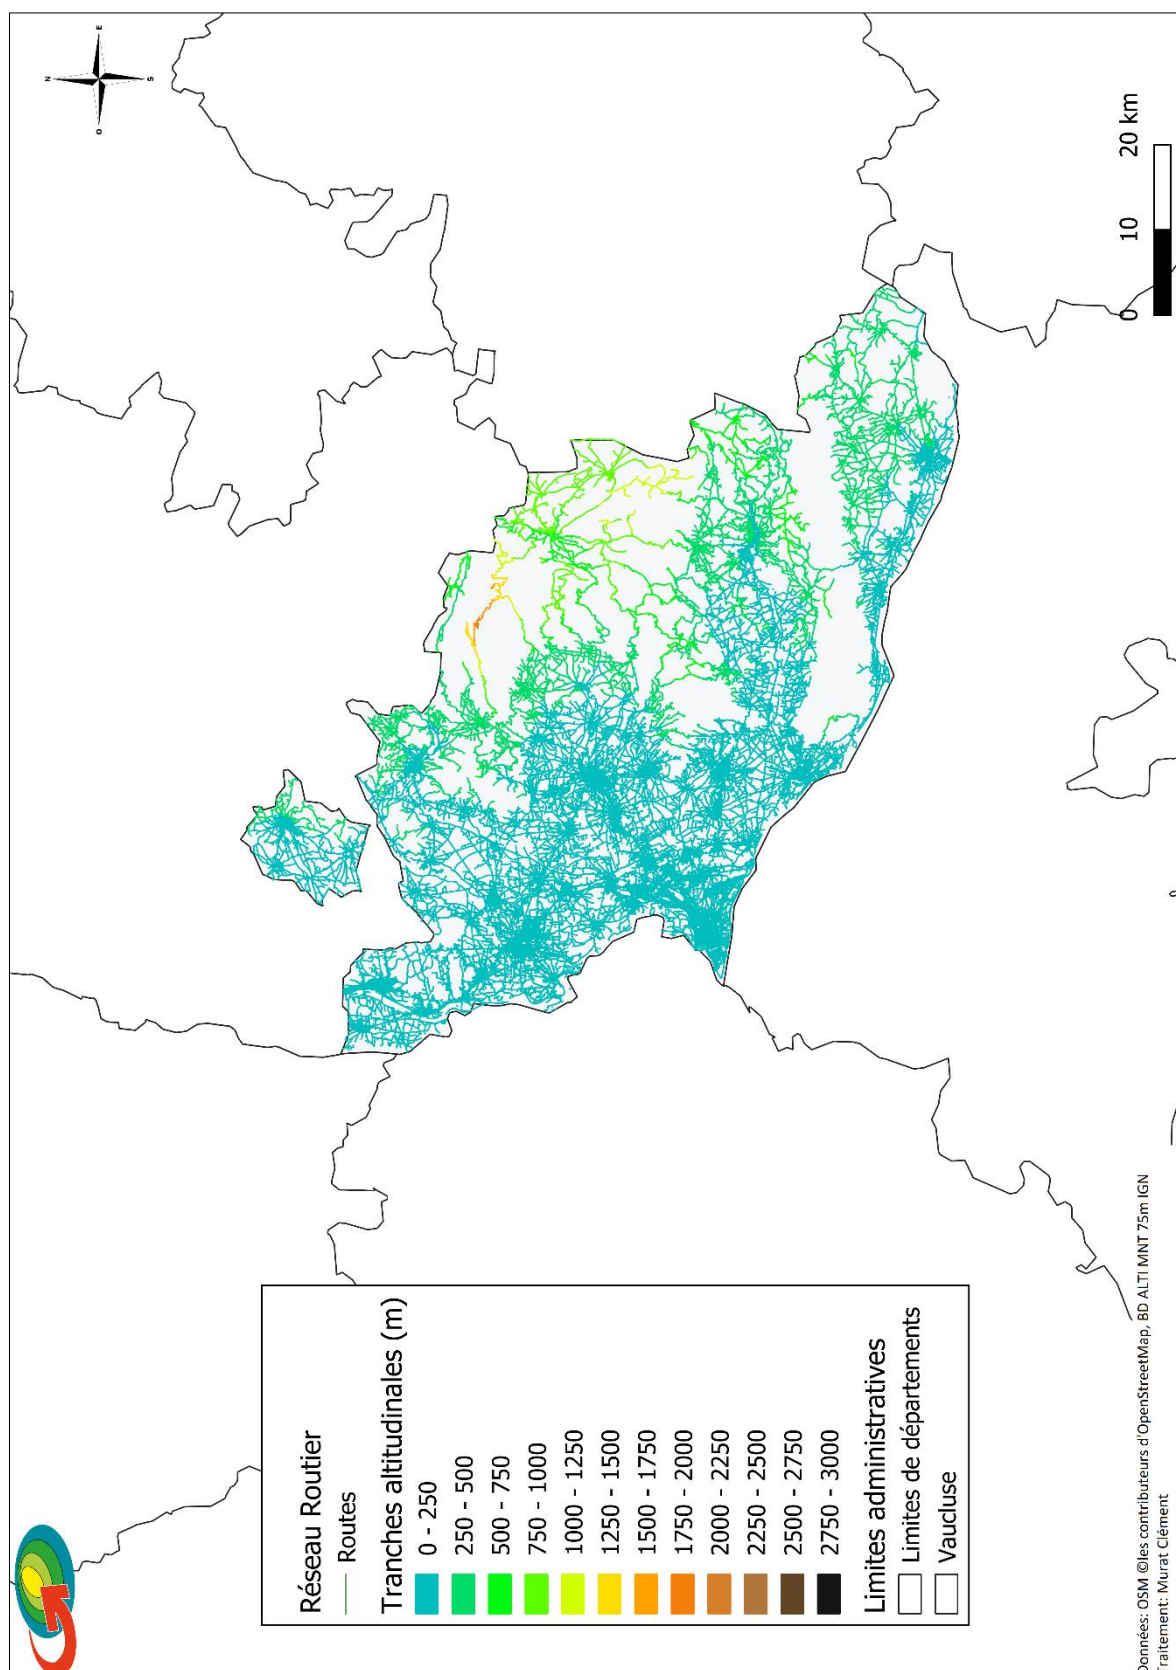 N
E
S
O
Réseau Routier
Routes
Tranches altitudinales (m)
0 - 250
250 - 500
500 - 750
750 - 1000
1000 - 1250
1250 - 1500
1500 - 1750
1750 - 2000
2000 - 2250
2250 - 2500
2500 - 2750
2750 - 3000
Limites administratives
Limites de départements
Vaucluse
0 10 20 km
Données: OSM ©les contributeurs d'OpenStreetMap, BD ALTI MNT 75m IGN
Traitement: Murat Clément